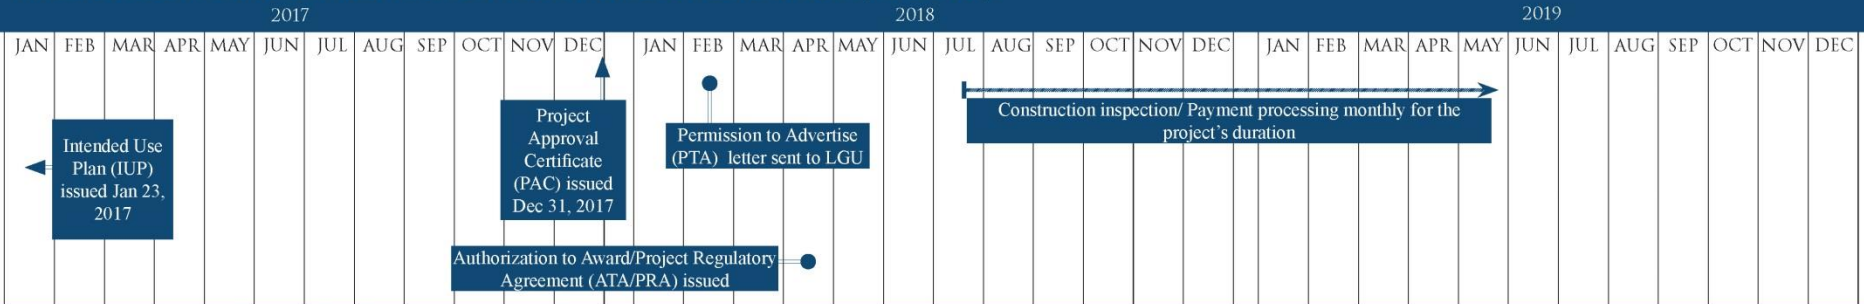 2017 2018 2019
JAN FEB MAR APR MAY JUN JUL AUG SEP OCT NOV DEC JAN FEB MAR APR MAY JUN JUL AUG SEP OCT NOV DEC JAN FEB MAR APR MAY JUN JUL AUG SEP OCT NOV DEC
Intended Use
Plan (IUP)
issued Jan 23,
2017
Project
Approval
Certificate
(PAC) issued
Dec 31, 2017
Permission to Advertise
(PTA) letter sent to LGU
Construction inspection/ Payment processing monthly for the
project’s duration
Authorization to Award/Project Regulatory
Agreement (ATA/PRA) issued